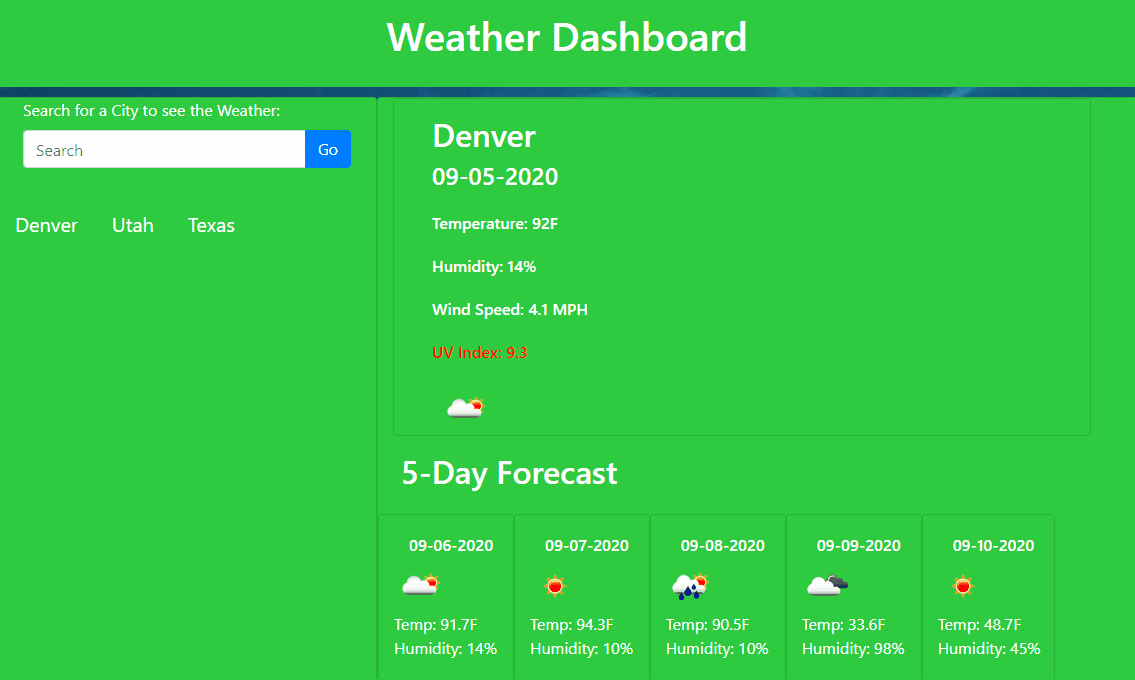 Weather Dashboard
Search for a City to see the Weather:
Search
Go
Denver
Utah
Texas
Denver
09-05-2020
Temperature: 92F
Humidity: 14%
Wind Speed: 4.1 MPH
UV Index: 9.3
5-Day Forecast
09-06-2020
Temp: 91.7F
Humidity: 14%
09-07-2020
Temp: 94.3F
Humidity: 10%
09-08-2020
Temp: 90.5F
Humidity: 10%
09-09-2020
Temp: 33.6F
Humidity: 98%
09-10-2020
Temp: 48.7F
Humidity: 45%